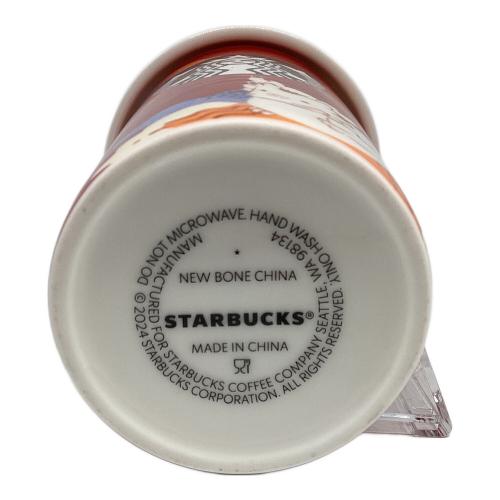 DO NOT MICROWAVE. HAND WASH ONLY.
MANUFACTURED FOR STARBUCKS COFFEE COMPANY SEATTLE, WA 98134
© 2024 STARBUCKS CORPORATION. ALL RIGHTS RESERVED.
NEW BONE CHINA
STARBUCKS®
MADE IN CHINA